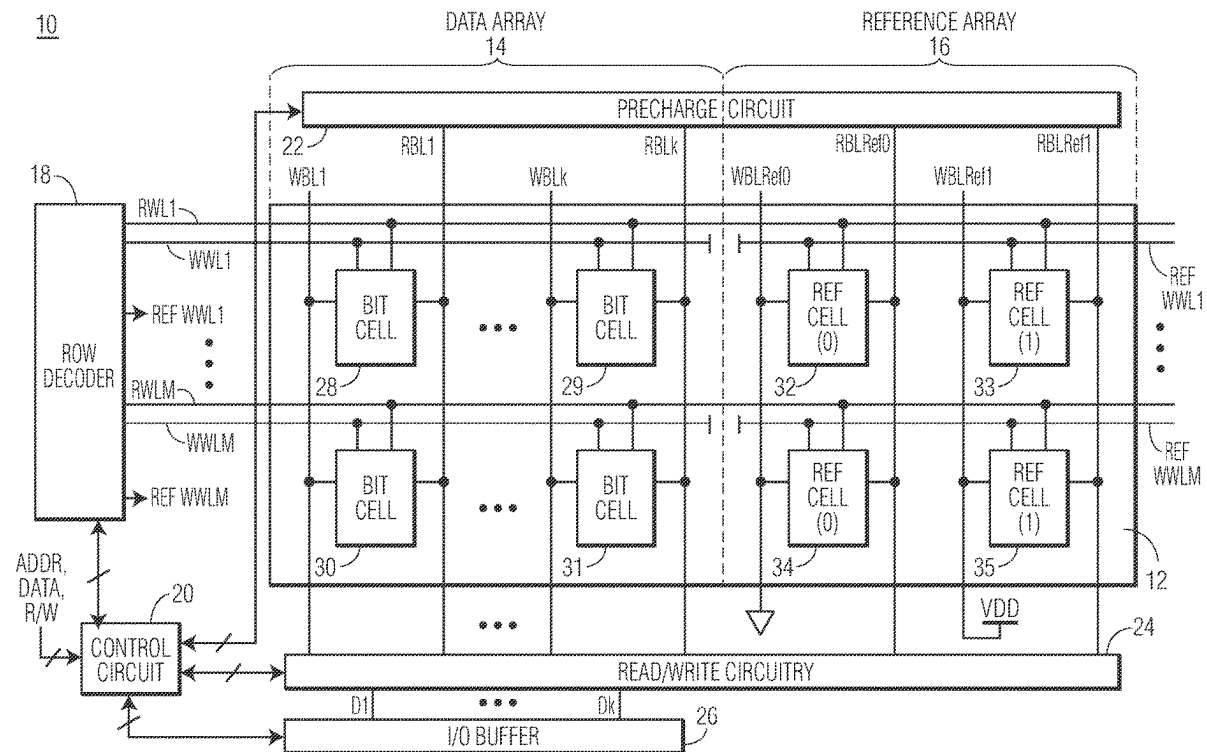 10
DATA ARRAY
14
REFERENCE ARRAY
16
PRECHARGE CIRCUIT
22
RBL1
RBLk
RBLRef0
RBLRef1
WBL1
WBLk
WBLRef0
WBLRef1
18
RWL1
WWL1
REF WWL1
ROW DECODER
RWLM
WWLM
REF WWLM
BIT CELL
28
BIT CELL
29
REF CELL (0)
32
REF CELL (1)
33
REF WWL1
BIT CELL
30
BIT CELL
31
REF CELL (0)
34
REF CELL (1)
35
REF WWLM
12
ADDR, DATA, R/W
20
CONTROL CIRCUIT
VDD
24
READ/WRITE CIRCUITRY
D1
Dk
I/O BUFFER
26